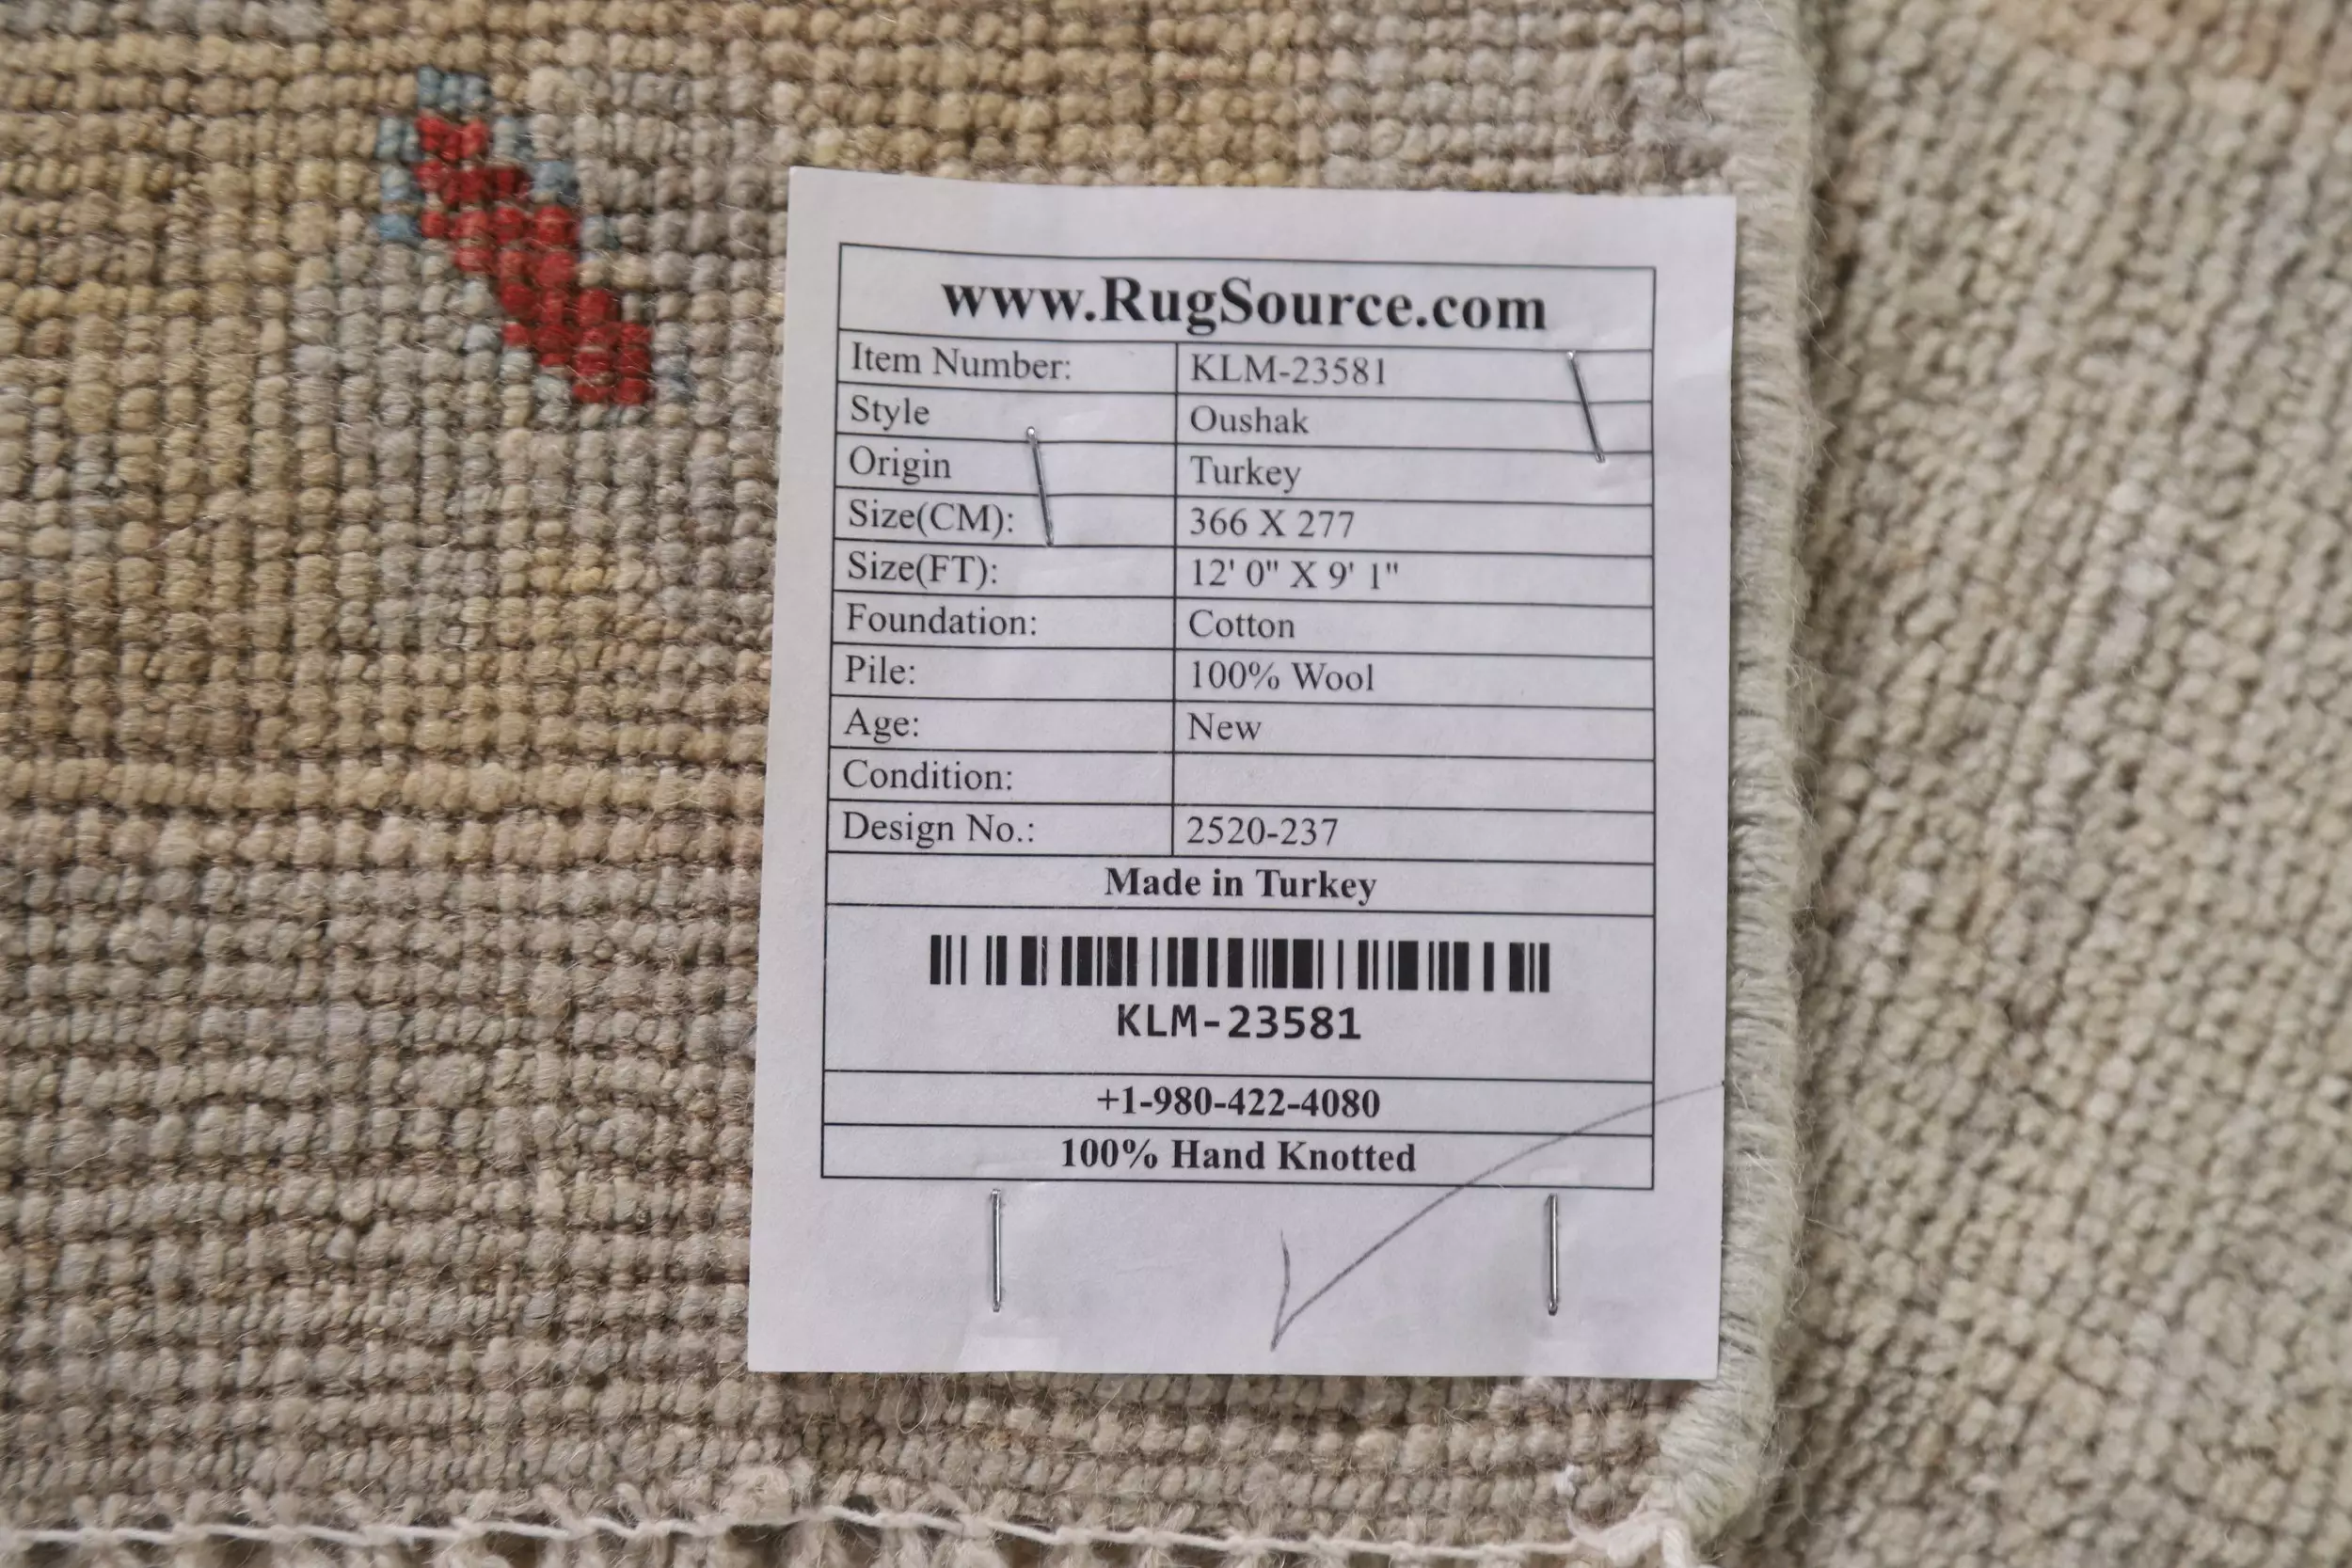 www.RugSource.com
Item Number: KLM-23581
Style Oushak
Origin Turkey
Size(CM): 366 X 277
Size(FT): 12' 0" X 9' 1"
Foundation: Cotton
Pile: 100% Wool
Age: New
Condition:
Design No.: 2520-237
Made in Turkey
KLM-23581
+1-980-422-4080
100% Hand Knotted